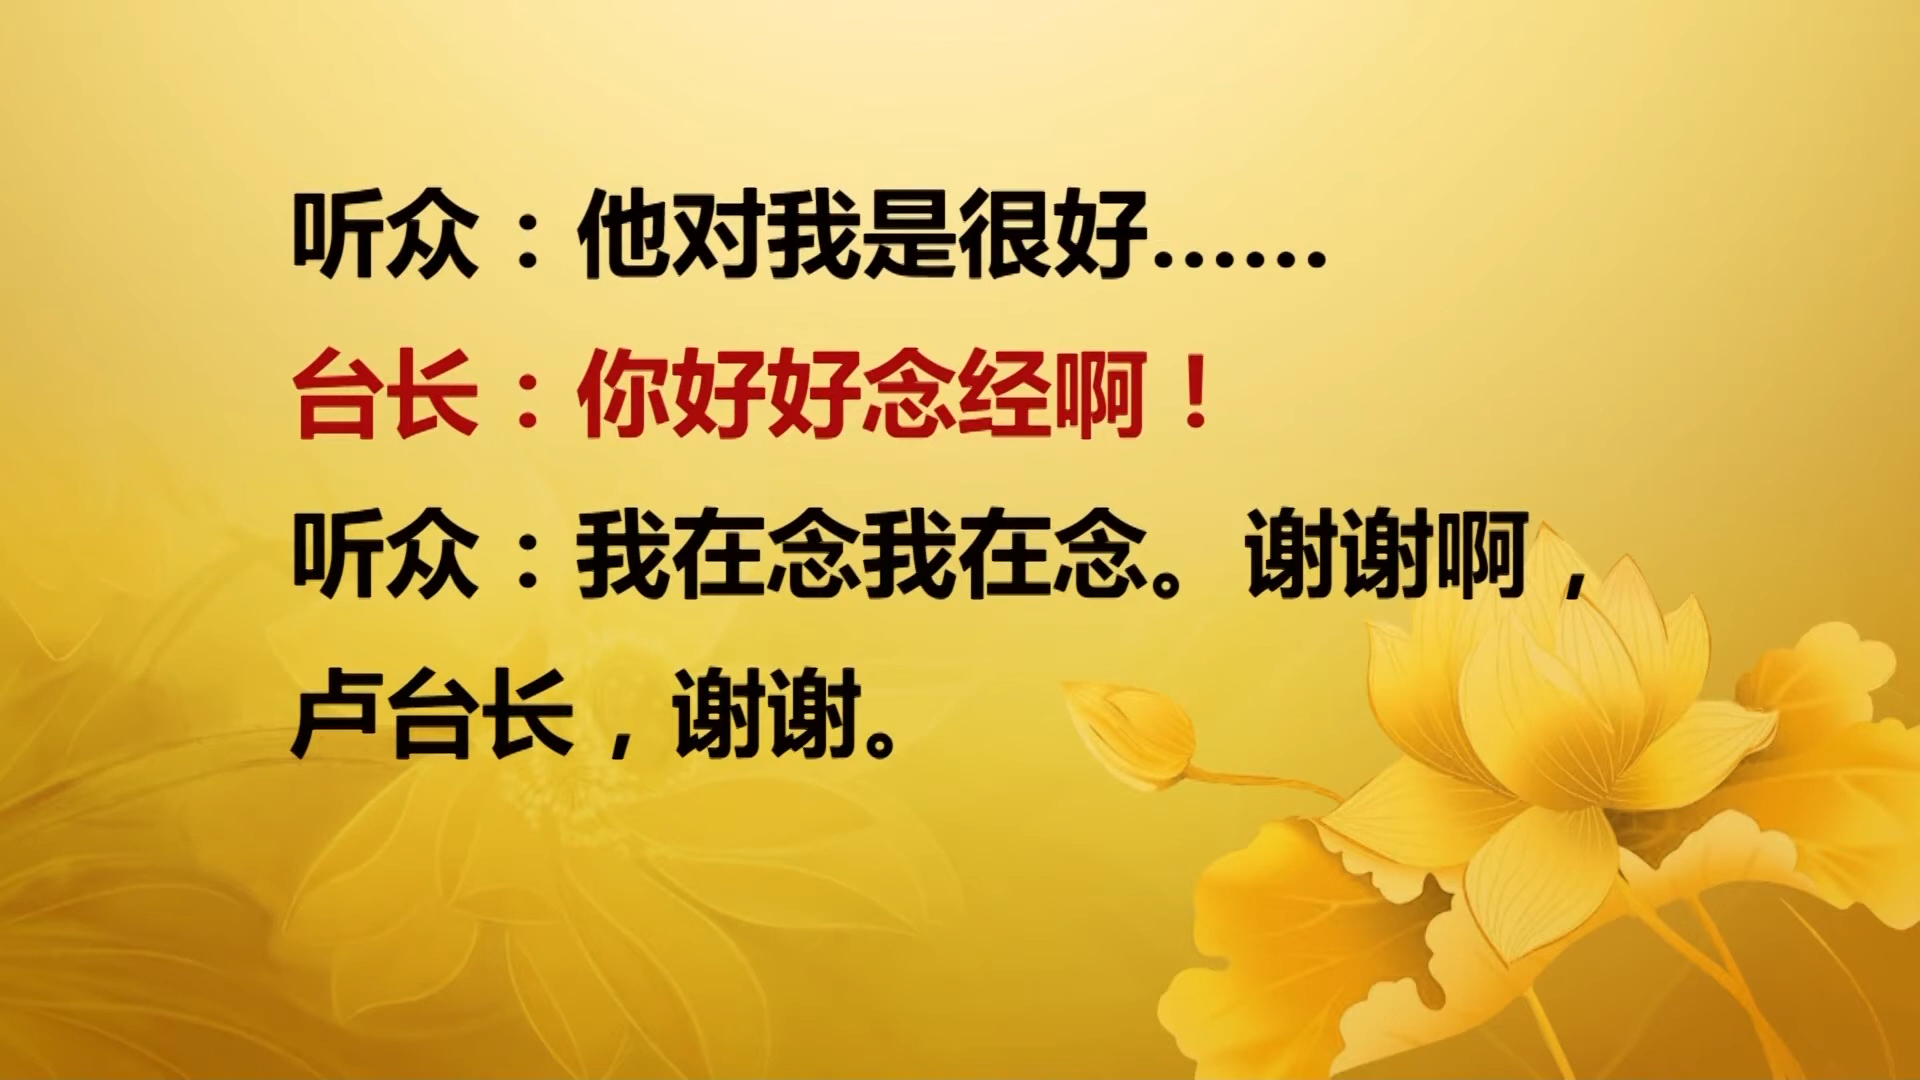 听众：他对我是很好……
台长：你好好念经啊！
听众：我在念我在念。谢谢啊，
卢台长，谢谢。